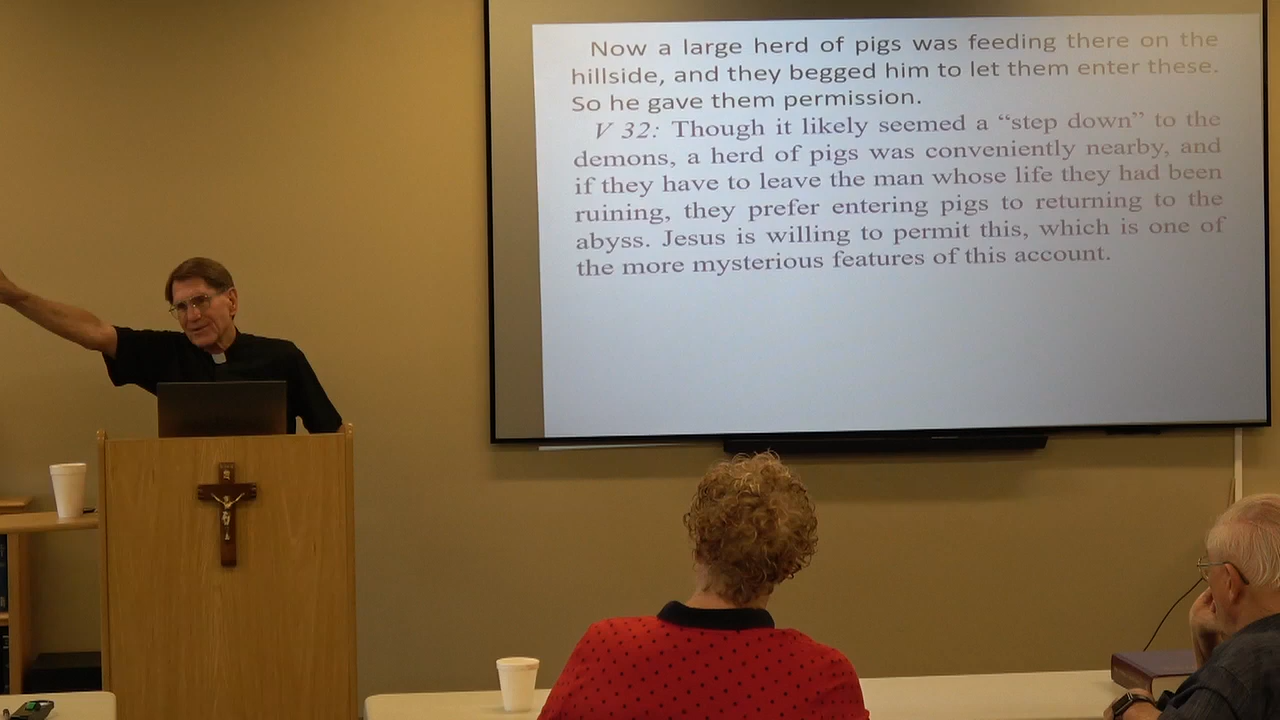 Now a large herd of pigs was feeding there on the
hillside, and they begged him to let them enter these.
So he gave them permission.
V 32: Though it likely seemed a “step down” to the
demons, a herd of pigs was conveniently nearby, and
if they have to leave the man whose life they had been
ruining, they prefer entering pigs to returning to the
abyss. Jesus is willing to permit this, which is one of
the more mysterious features of this account.